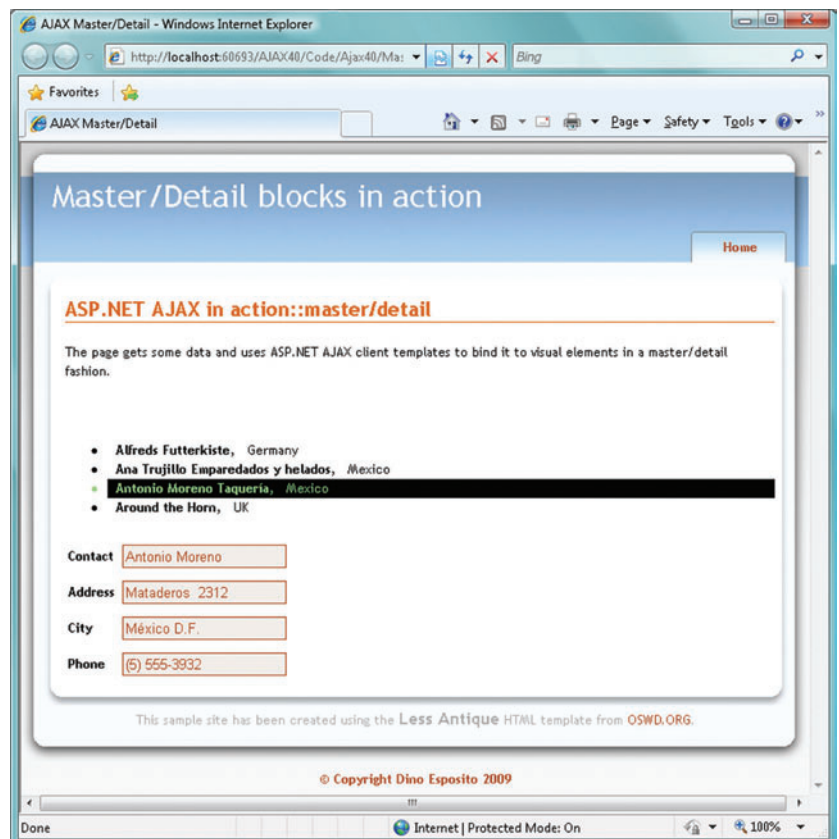 AJAX Master/Detail - Windows Internet Explorer
http://localhost:60693/AJAX40/Code/Ajax40/Mas
Bing
Favorites
AJAX Master/Detail
Page Safety Tools
Master/Detail blocks in action
Home
ASP.NET AJAX in action::master/detail
The page gets some data and uses ASP.NET AJAX client templates to bind it to visual elements in a master/detail
fashion.
• Alfreds Futterkiste, Germany
• Ana Trujillo Emparedados y helados, Mexico
• Antonio Moreno Taquería, Mexico
• Around the Horn, UK
Contact Antonio Moreno
Address Mataderos 2312
City México D.F.
Phone (5) 555-3932
This sample site has been created using the Less Antique HTML template from OSWD.ORG.
© Copyright Dino Esposito 2009
Done Internet | Protected Mode: On 100%